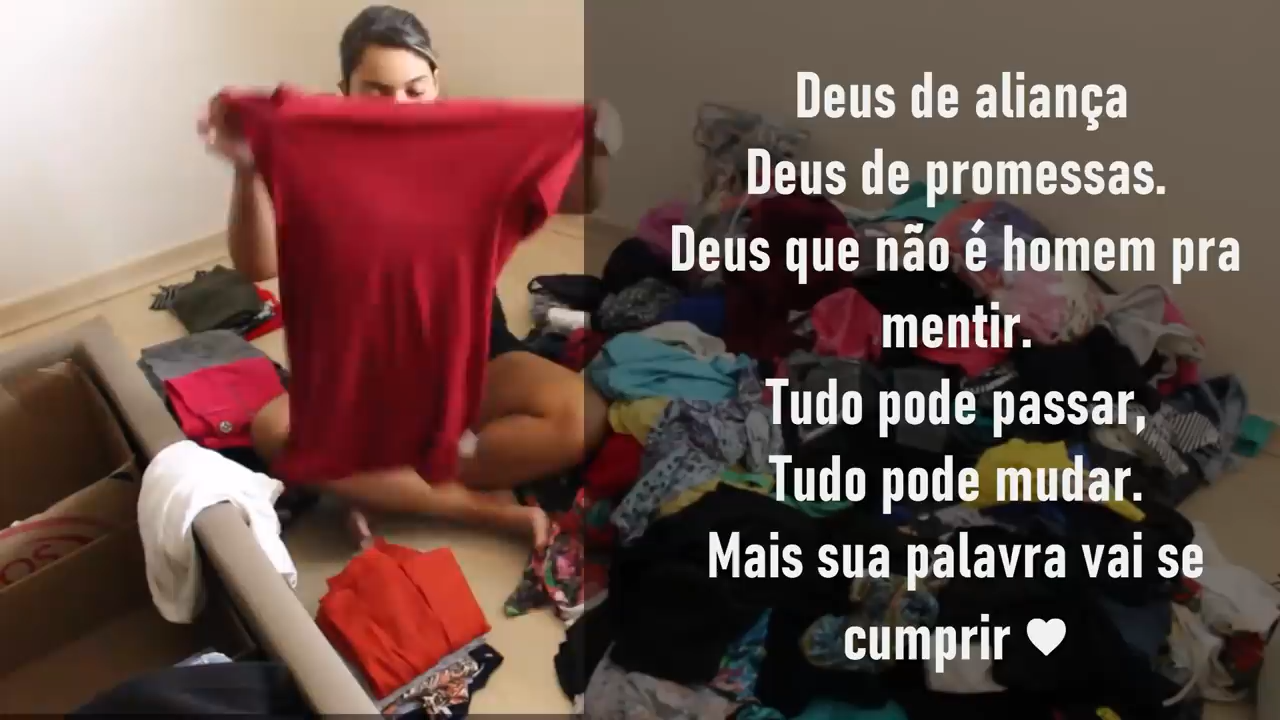 Deus de aliança
Deus de promessas.
Deus que não é homem pra
mentir.
Tudo pode passar,
Tudo pode mudar.
Mais sua palavra vai se
cumprir ♥